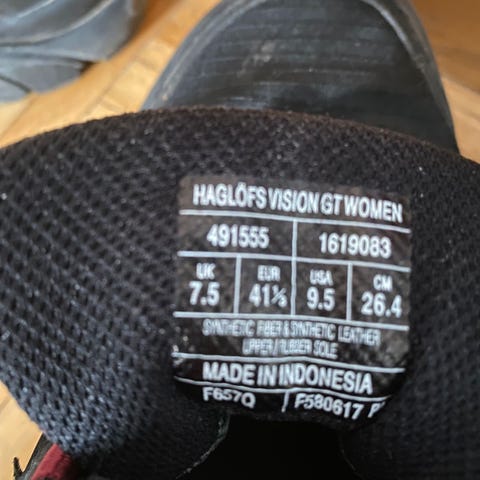 HAGLÖFS VISION GT WOMEN
491555 1619083
UK EUR USA CM
7.5 41⅓ 9.5 26.4
SYNTHETIC FIBER & SYNTHETIC LEATHER
UPPER / RUBBER SOLE
MADE IN INDONESIA
F657Q F580617